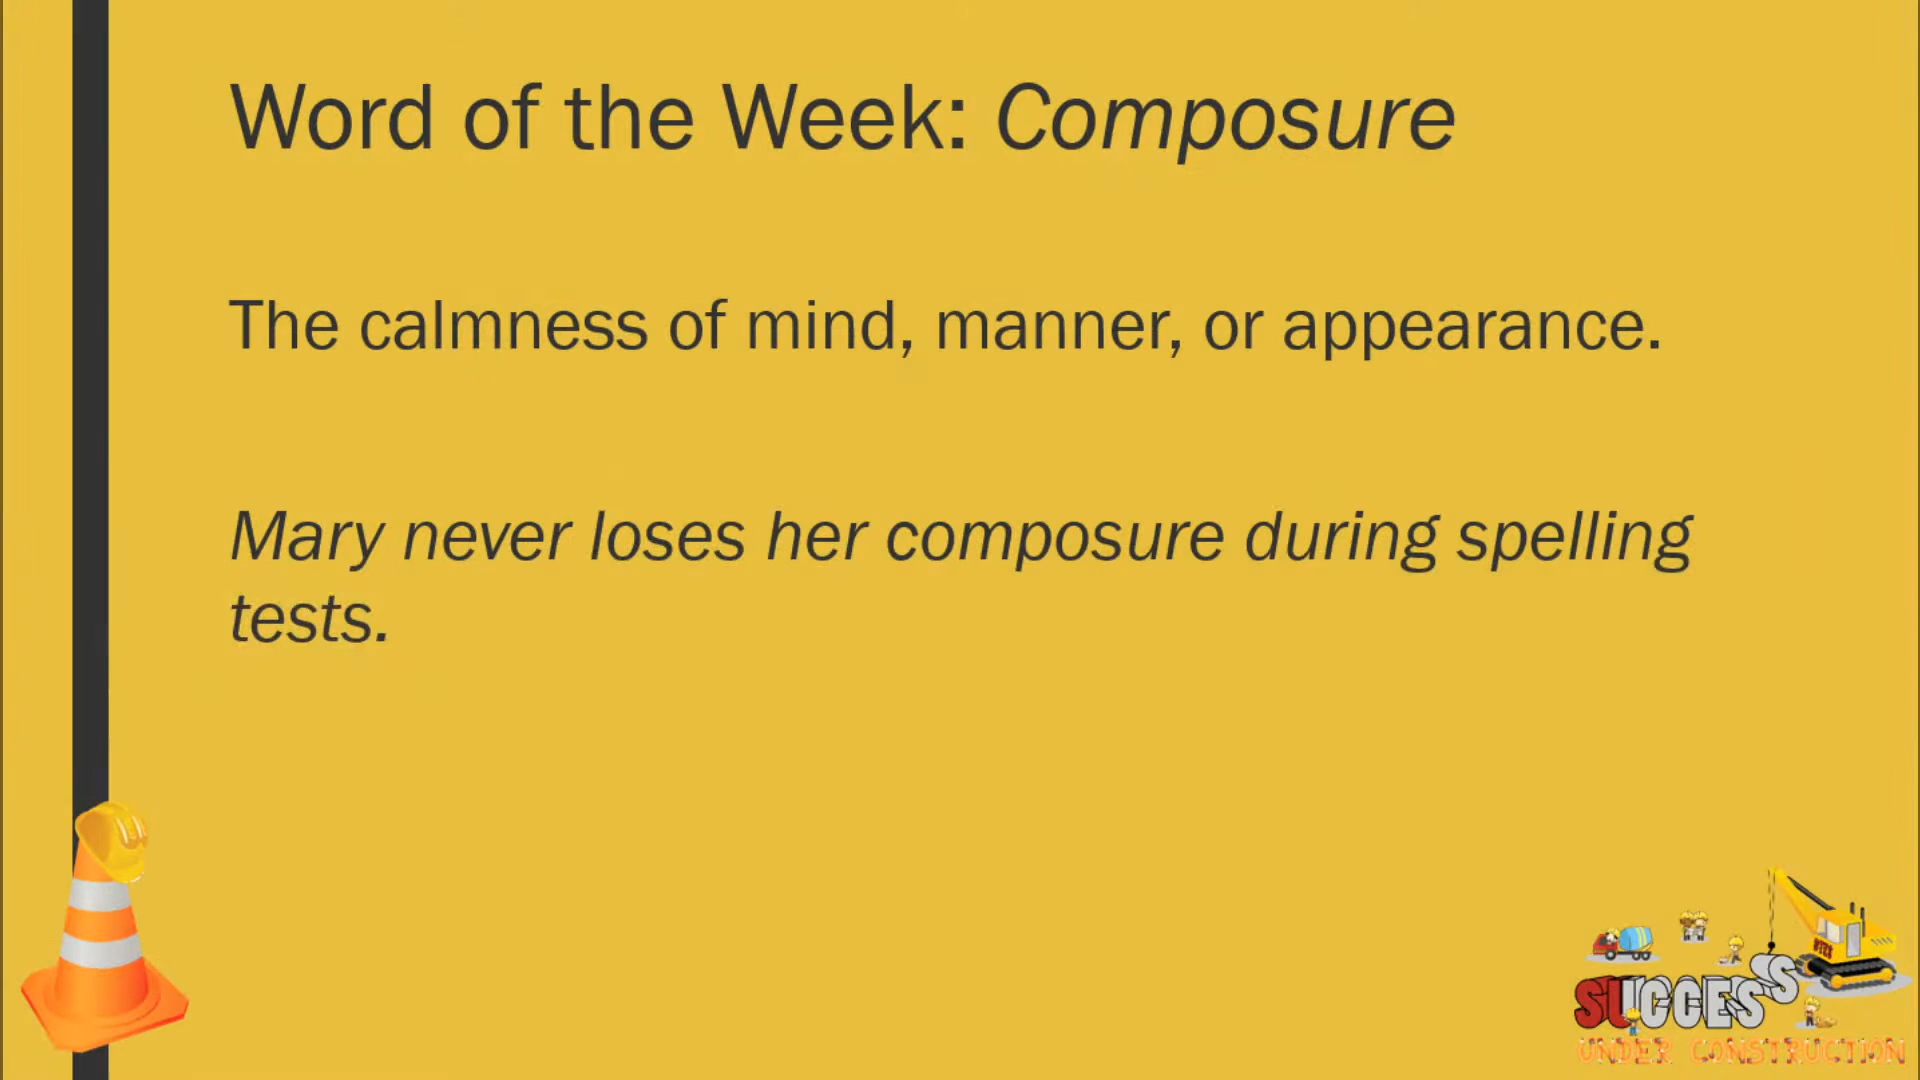 Word of the Week: Composure
The calmness of mind, manner, or appearance.
Mary never loses her composure during spelling
tests.
SUCCESS
UNDER CONSTRUCTION